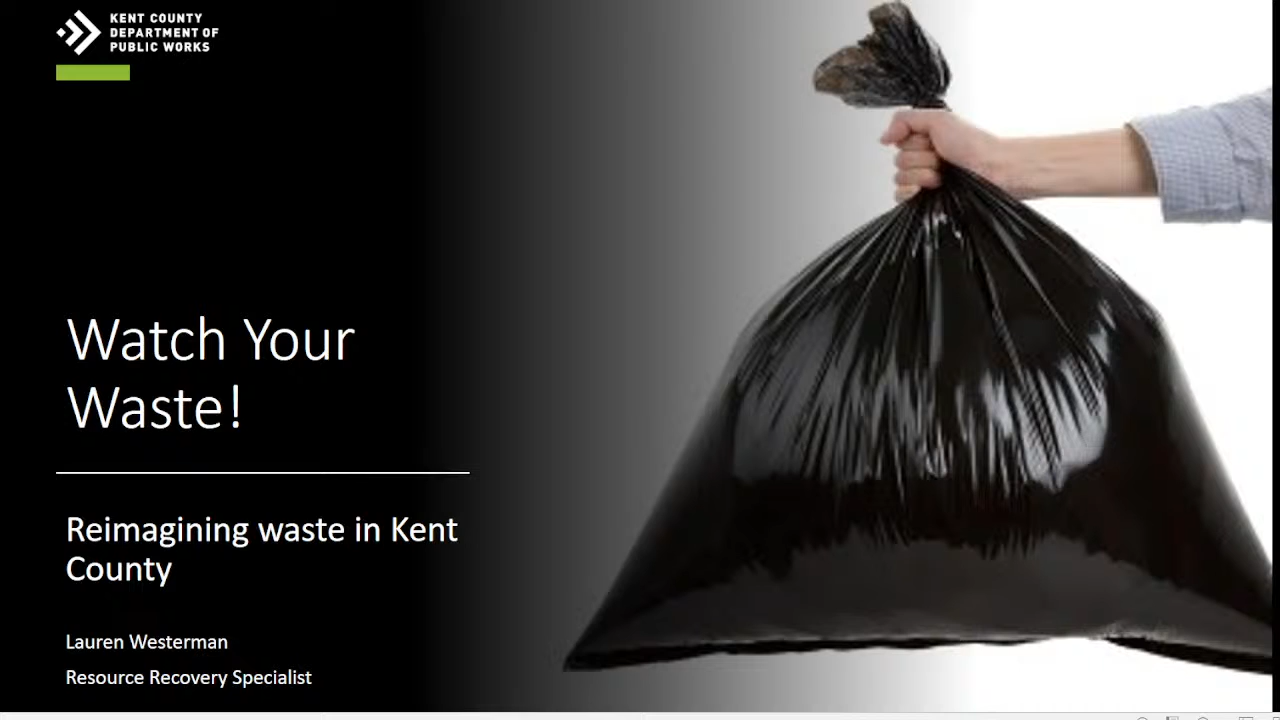 KENT COUNTY
DEPARTMENT OF
PUBLIC WORKS
Watch Your
Waste!
Reimagining waste in Kent
County
Lauren Westerman
Resource Recovery Specialist